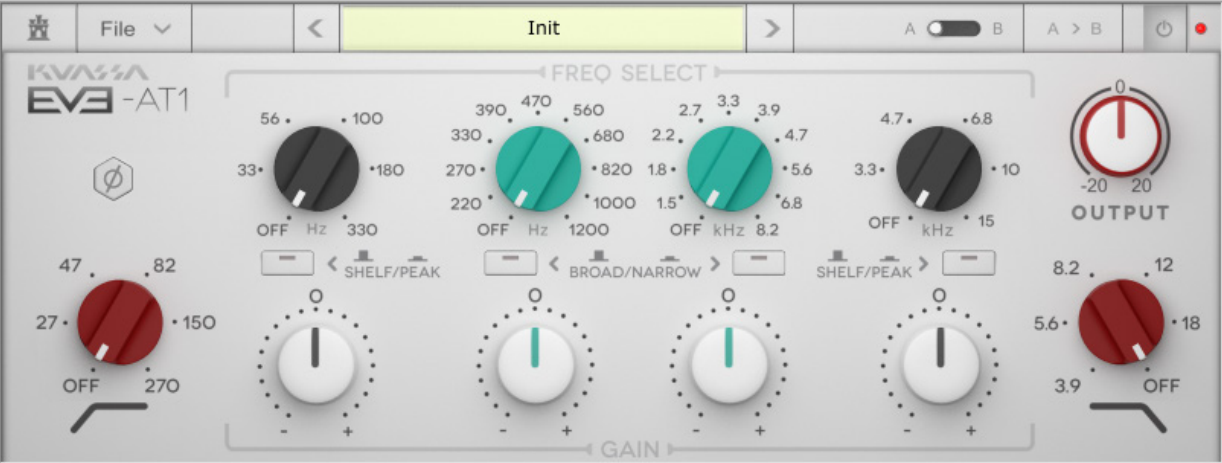 File
Init
A B
A > B
KVASSA
EVE -AT1
FREQ SELECT
56 100
33 180
OFF Hz 330
390 470 560
330 680
270 820
220 1000
OFF Hz 1200
2.7 3.3 3.9
2.2 4.7
1.8 5.6
1.5 6.8
OFF kHz 8.2
4.7 6.8
3.3 10
OFF kHz 15
0
-20 20
OUTPUT
SHELF/PEAK
BROAD/NARROW
SHELF/PEAK
47 82
27 150
OFF 270
0
- +
0
- +
0
- +
0
- +
8.2 12
5.6 18
3.9 OFF
GAIN